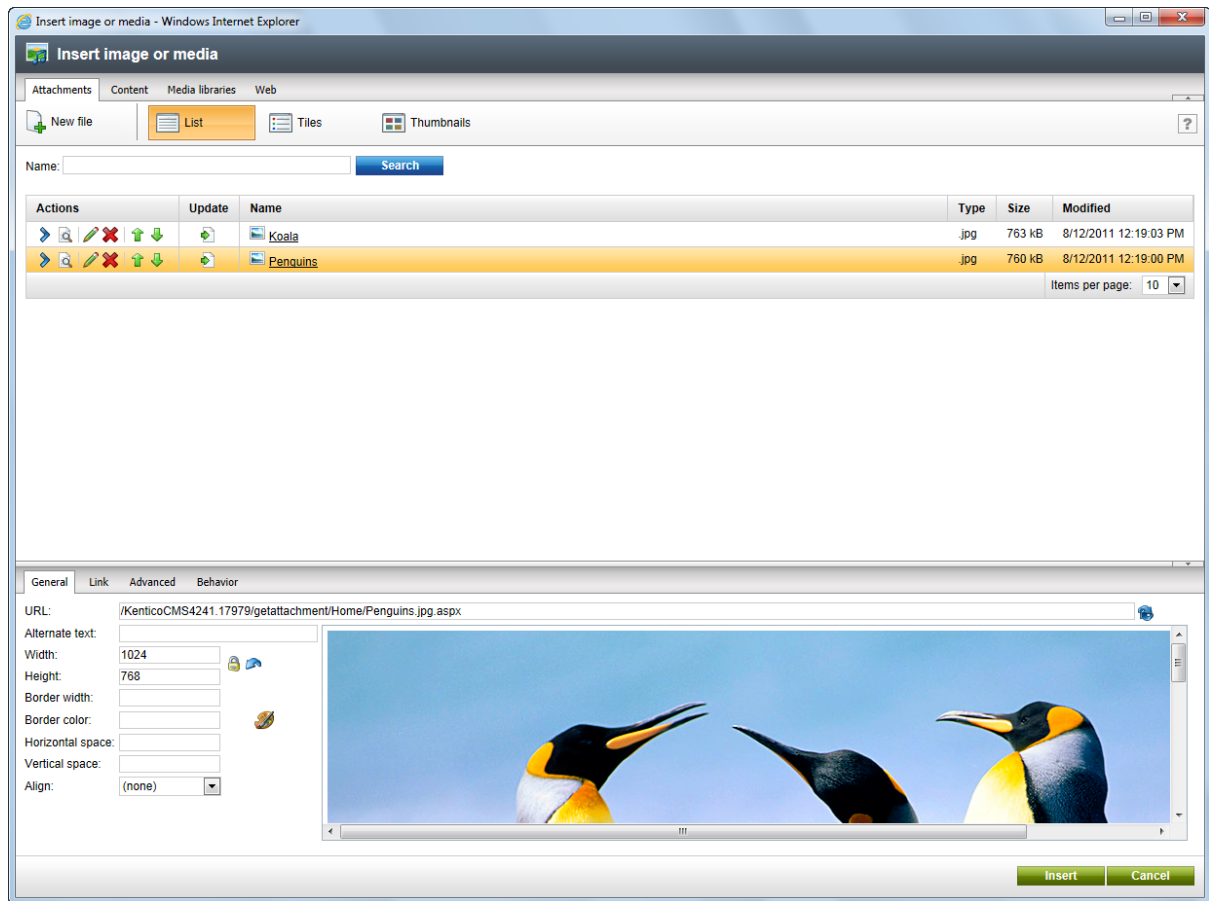 Insert image or media - Windows Internet Explorer
Insert image or media
Attachments Content Media libraries Web
New file List Tiles Thumbnails ?
Name: Search
Actions Update Name Type Size Modified
Koala .jpg 763 kB 8/12/2011 12:19:03 PM
Penguins .jpg 760 kB 8/12/2011 12:19:00 PM
Items per page: 10
General Link Advanced Behavior
URL: /KenticoCMS4241.17979/getattachment/Home/Penguins.jpg.aspx
Alternate text:
Width: 1024
Height: 768
Border width:
Border color:
Horizontal space:
Vertical space:
Align: (none)
Insert Cancel